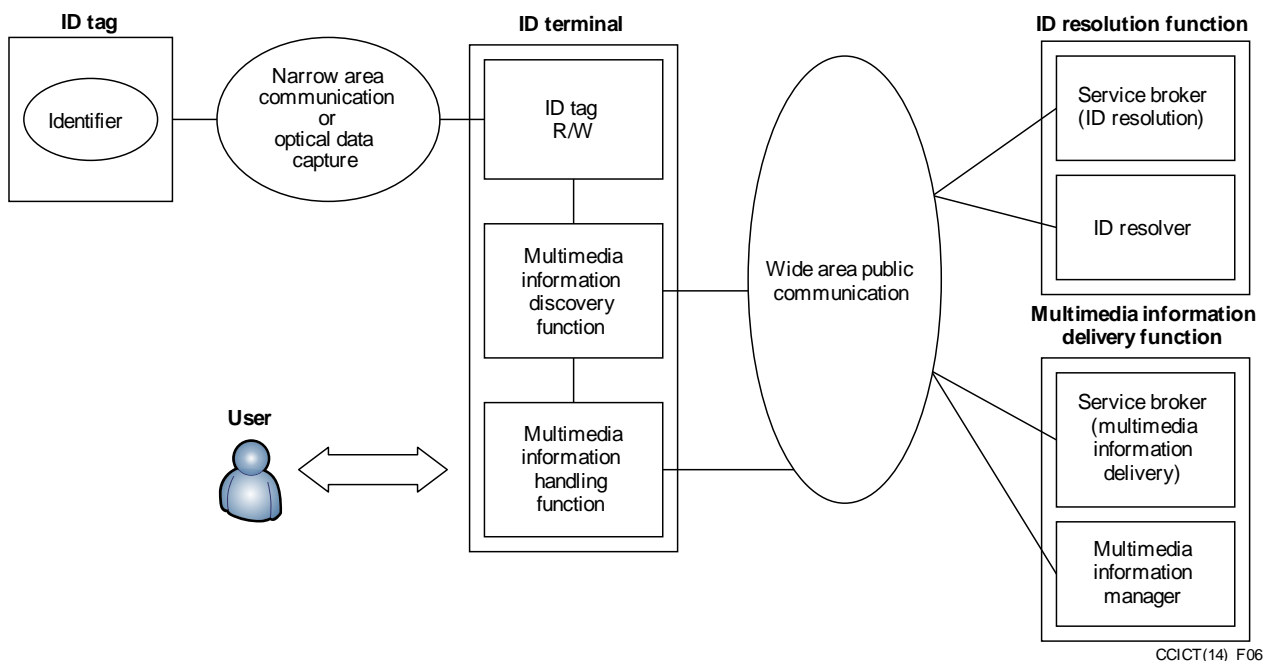 ID tag
Identifier
Narrow area
communication
or
optical data
capture
ID terminal
ID tag
R/W
Multimedia
information
discovery
function
Multimedia
information
handling
function
User
Wide area public
communication
ID resolution function
Service broker
(ID resolution)
ID resolver
Multimedia information
delivery function
Service broker
(multimedia
information
delivery)
Multimedia
information
manager
CCICT(14)_F06